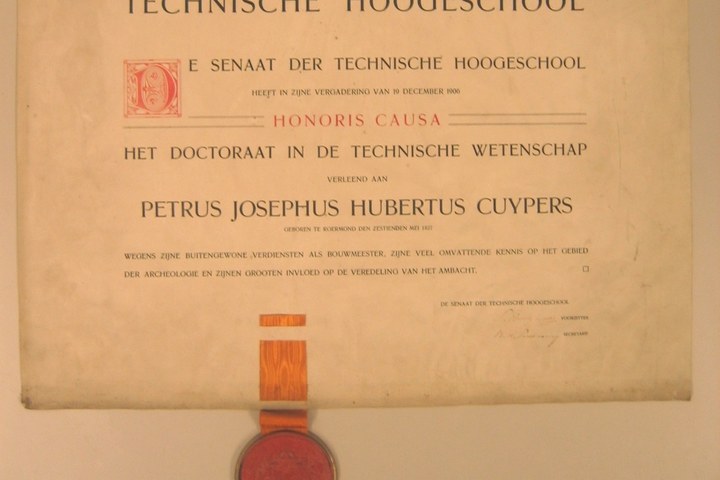 TECHNISCHE HOOGESCHOOL
DE SENAAT DER TECHNISCHE HOOGESCHOOL
HEEFT IN ZIJNE VERGADERING VAN 19 DECEMBER 1906
HONORIS CAUSA
HET DOCTORAAT IN DE TECHNISCHE WETENSCHAP
VERLEEND AAN
PETRUS JOSEPHUS HUBERTUS CUYPERS
GEBOREN TE ROERMOND DEN ZESTIENDEN MEI 1827
WEGENS ZIJNE BUITENGEWONE VERDIENSTEN ALS BOUWMEESTER, ZIJNE VEEL OMVATTENDE KENNIS OP HET GEBIED
DER ARCHEOLOGIE EN ZIJNEN GROOTEN INVLOED OP DE VEREDELING VAN HET AMBACHT.
DE SENAAT DER TECHNISCHE HOOGESCHOOL
VOORZITTER
SECRETARIS